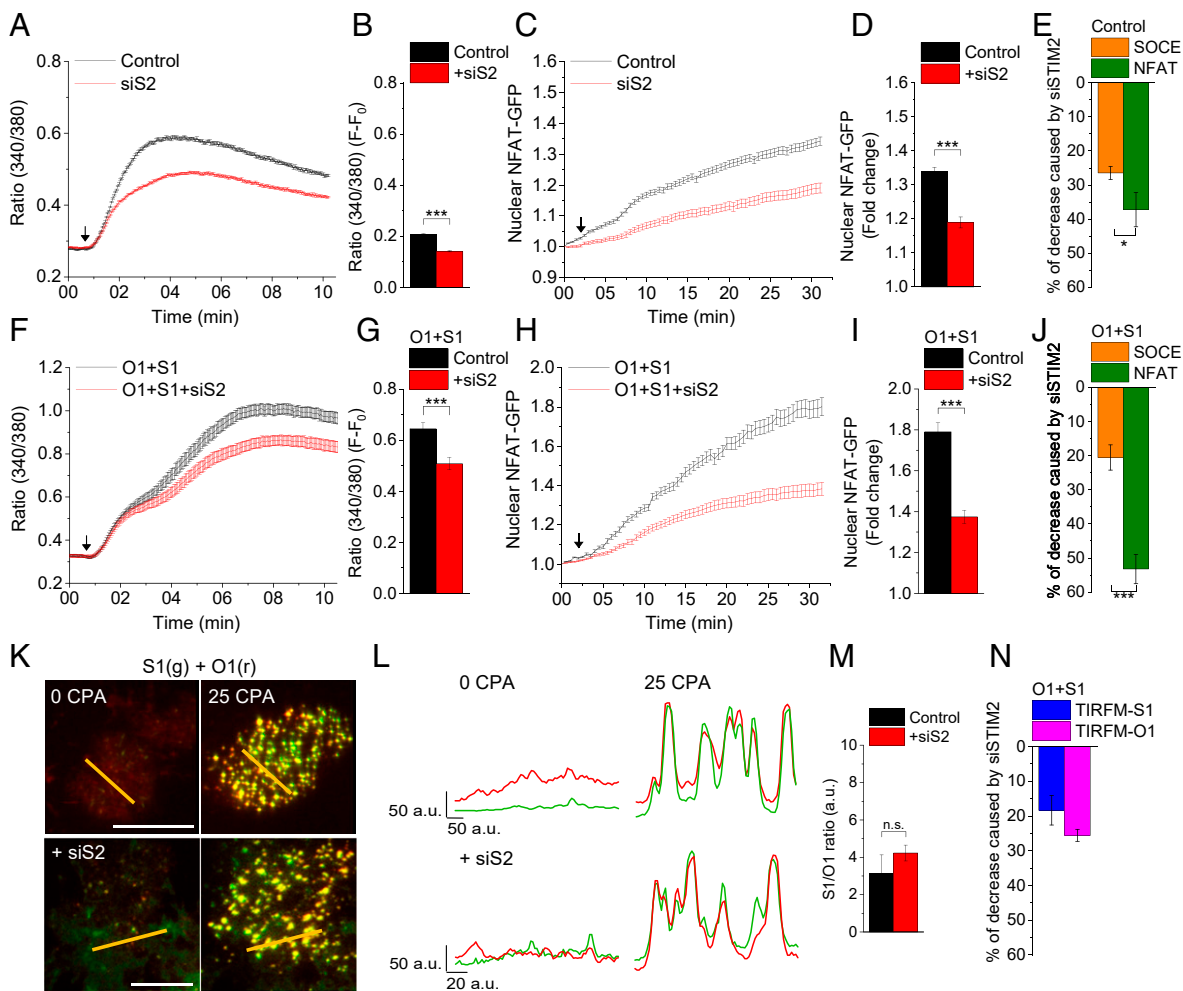 A
Control
siS2
Ratio (340/380)
0.8
0.6
0.4
0.2
00 02 04 06 08 10
Time (min)
B
Control
+siS2
Ratio (340/380) (F-F₀)
0.8
0.6
0.4
0.2
0.0
***
C
Control
siS2
Nuclear NFAT-GFP
1.6
1.5
1.4
1.3
1.2
1.1
1.0
0.9
00 05 10 15 20 25 30
Time (min)
D
Control
+siS2
Nuclear NFAT-GFP
(Fold change)
1.6
1.4
1.2
1.0
***
E
Control
SOCE
NFAT
% of decrease caused by siSTIM2
0
10
20
30
40
50
60
*
F
O1+S1
O1+S1+siS2
Ratio (340/380)
1.2
1.0
0.8
0.6
0.4
00 02 04 06 08 10
Time (min)
G
O1+S1
Control
+siS2
Ratio (340/380) (F-F₀)
0.8
0.6
0.4
0.2
0.0
***
H
O1+S1
O1+S1+siS2
Nuclear NFAT-GFP
2.0
1.8
1.6
1.4
1.2
1.0
00 05 10 15 20 25 30
Time (min)
I
O1+S1
Control
+siS2
Nuclear NFAT-GFP
(Fold change)
2.0
1.8
1.6
1.4
1.2
1.0
***
J
O1+S1
SOCE
NFAT
% of decrease caused by siSTIM2
0
10
20
30
40
50
60
***
K
S1(g) + O1(r)
0 CPA
25 CPA
+ siS2
L
0 CPA
25 CPA
50 a.u.
50 a.u.
+ siS2
50 a.u.
20 a.u.
M
Control
+siS2
S1/O1 ratio (a.u.)
10
8
6
4
2
0
n.s.
N
O1+S1
TIRFM-S1
TIRFM-O1
% of decrease caused by siSTIM2
0
10
20
30
40
50
60